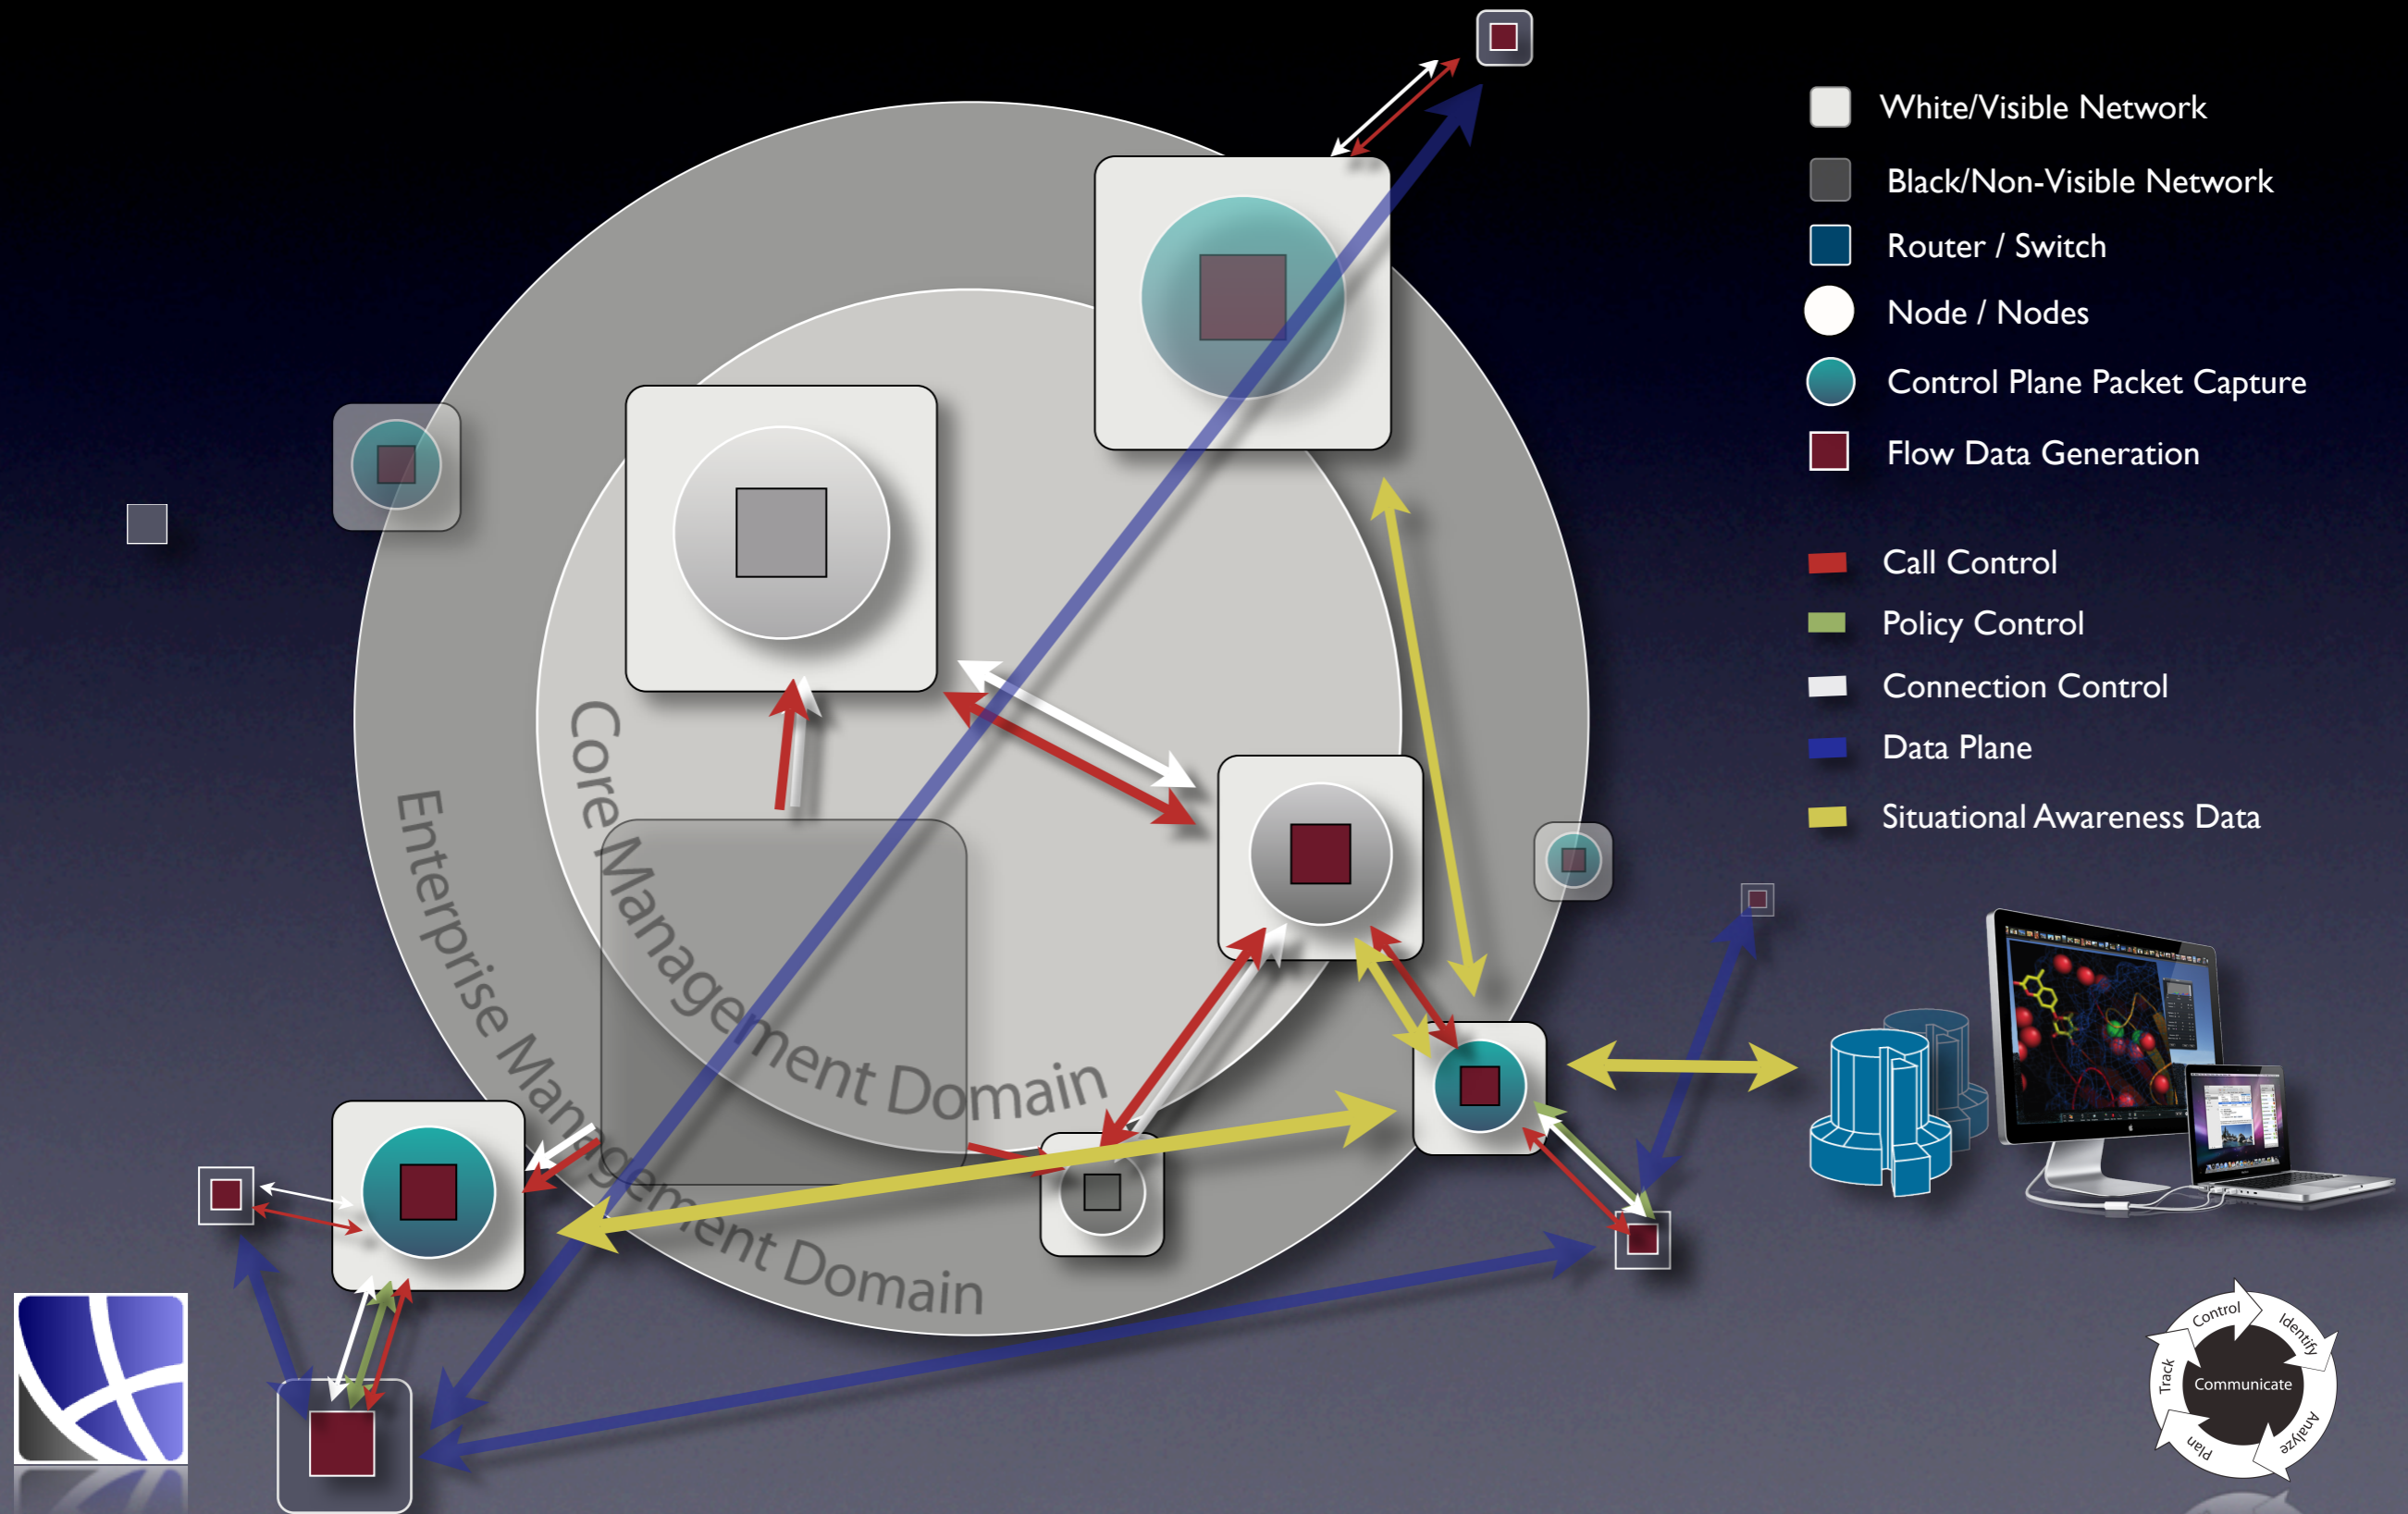 White/Visible Network
Black/Non-Visible Network
Router / Switch
Node / Nodes
Control Plane Packet Capture
Flow Data Generation
Call Control
Policy Control
Connection Control
Data Plane
Situational Awareness Data
Core Management Domain
Enterprise Management Domain
Control
Identify
Analyze
Plan
Track
Communicate